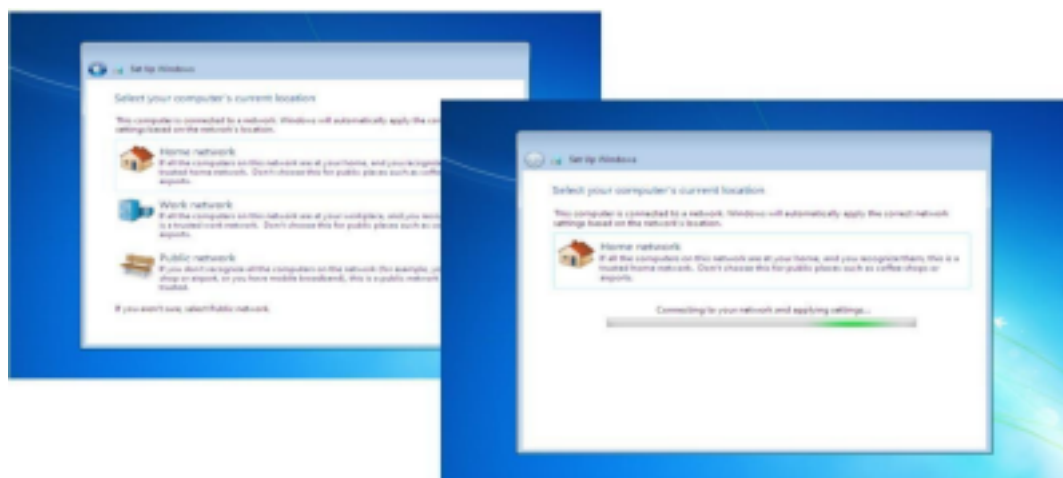 Set Up Windows
Select your computer's current location
This computer is connected to a network. Windows will automatically apply the
settings based on the network's location.
Home network
If all the computers on this network are at your home, and you recognize
trusted home network. Don't choose this for public places such as coffee
Work network
If all the computers on this network are at your workplace, and you
is a trusted work network. Don't choose this for public places such as
Public network
If you don't recognize all the computers on the network (for example,
shop or airport, or you have mobile broadband), this is a public network
trusted.
If you aren't sure, select Public network.
Set Up Windows
Select your computer's current location
This computer is connected to a network. Windows will automatically apply the correct network
settings based on the network's location.
Home network
If all the computers on this network are at your home, and you recognize them, this is a
trusted home network. Don't choose this for public places such as coffee shops or
airports.
Connecting to your network and applying settings...